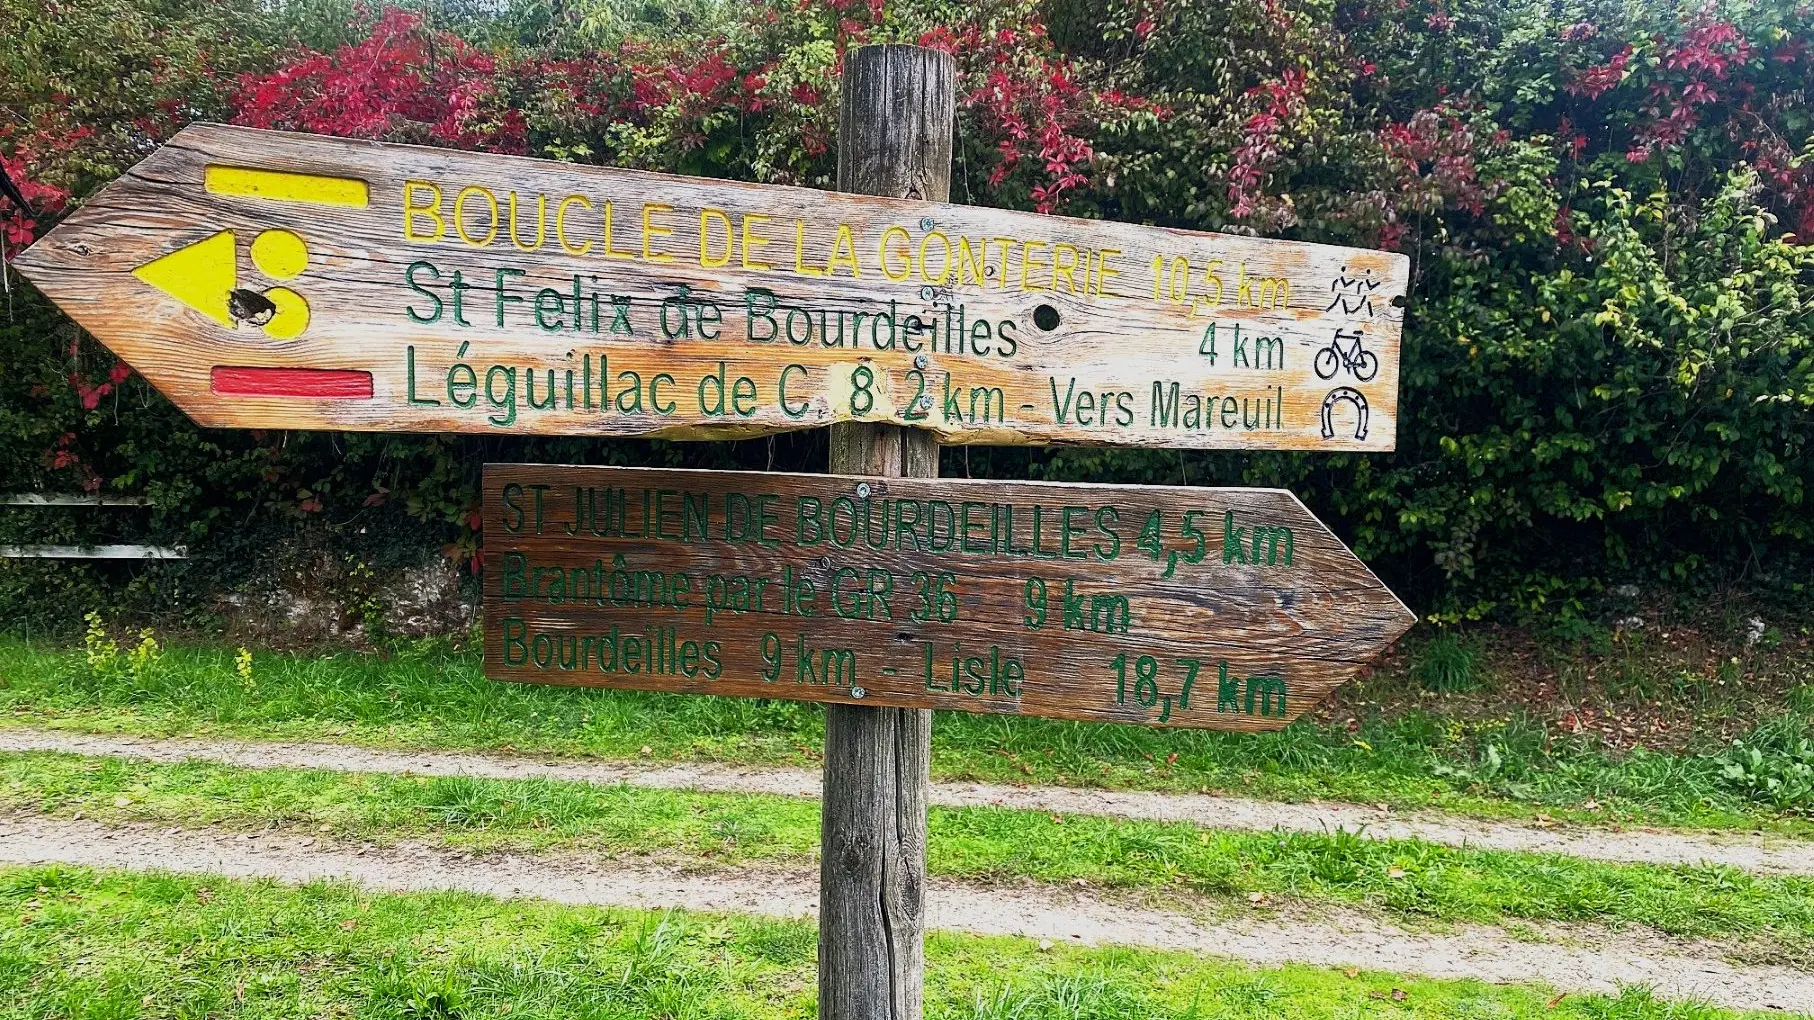 BOUCLE DE LA GONTERIE 10,5 km
St Felix de Bourdeilles 4 km
Léguillac de C. 8 2 km - Vers Mareuil
ST JULIEN DE BOURDEILLES 4,5 km
Brantôme par le GR 36 9 km
Bourdeilles 9 km - Lisle 18,7 km